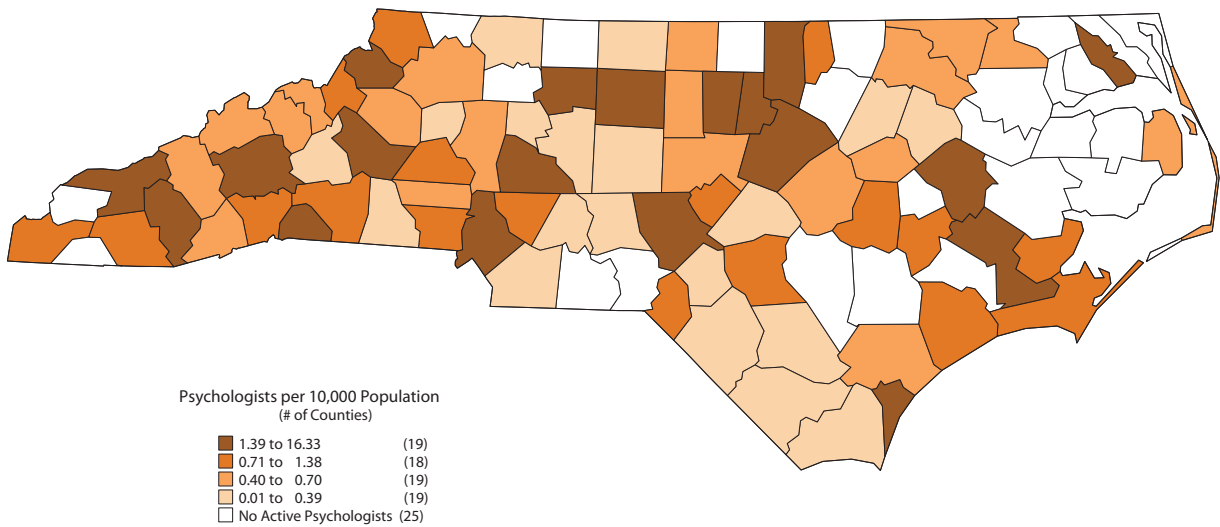 Psychologists per 10,000 Population
(# of Counties)
1.39 to 16.33 (19)
0.71 to 1.38 (18)
0.40 to 0.70 (19)
0.01 to 0.39 (19)
No Active Psychologists (25)